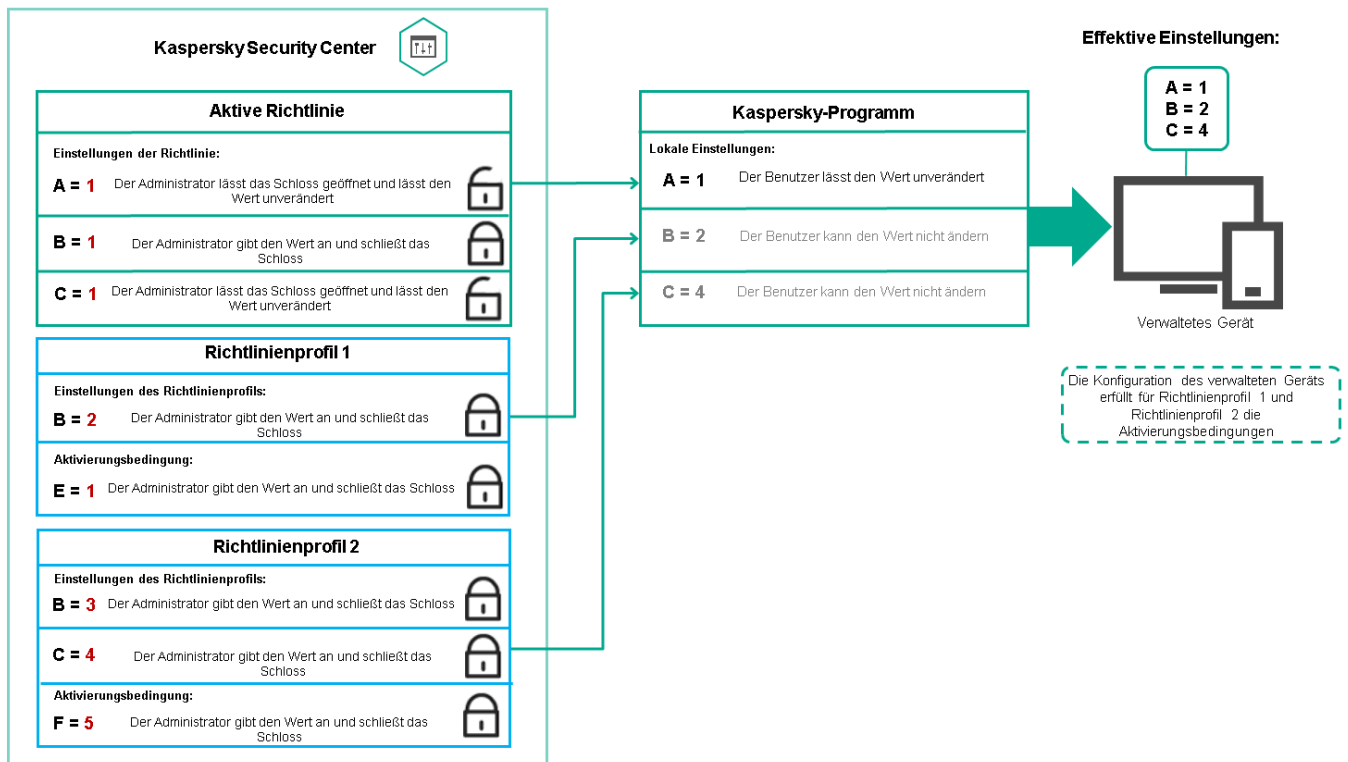 Kaspersky Security Center
Aktive Richtlinie
Einstellungen der Richtlinie:
A = 1
Der Administrator lässt das Schloss geöffnet und lässt den
Wert unverändert
B = 1
Der Administrator gibt den Wert an und schließt das
Schloss
C = 1
Der Administrator lässt das Schloss geöffnet und lässt den
Wert unverändert
Richtlinienprofil 1
Einstellungen des Richtlinienprofils:
B = 2
Der Administrator gibt den Wert an und schließt das
Schloss
Aktivierungsbedingung:
E = 1
Der Administrator gibt den Wert an und schließt das Schloss
Richtlinienprofil 2
Einstellungen des Richtlinienprofils:
B = 3
Der Administrator gibt den Wert an und schließt das Schloss
C = 4
Der Administrator gibt den Wert an und schließt das
Schloss
Aktivierungsbedingung:
F = 5
Der Administrator gibt den Wert an und schließt das
Schloss
Kaspersky-Programm
Lokale Einstellungen:
A = 1
Der Benutzer lässt den Wert unverändert
B = 2
Der Benutzer kann den Wert nicht ändern
C = 4
Der Benutzer kann den Wert nicht ändern
Effektive Einstellungen:
A = 1
B = 2
C = 4
Verwaltetes Gerät
Die Konfiguration des verwalteten Geräts
erfüllt für Richtlinienprofil 1 und
Richtlinienprofil 2 die
Aktivierungsbedingungen